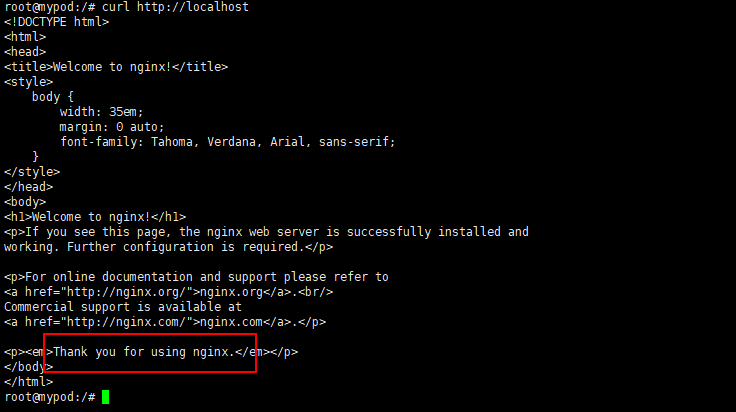 root@mypod:/# curl http://localhost
<!DOCTYPE html>
<html>
<head>
<title>Welcome to nginx!</title>
<style>
    body {
        width: 35em;
        margin: 0 auto;
        font-family: Tahoma, Verdana, Arial, sans-serif;
    }
</style>
</head>
<body>
<h1>Welcome to nginx!</h1>
<p>If you see this page, the nginx web server is successfully installed and
working. Further configuration is required.</p>

<p>For online documentation and support please refer to
<a href="http://nginx.org/">nginx.org</a>.<br/>
Commercial support is available at
<a href="http://nginx.com/">nginx.com</a>.</p>

<p><em>Thank you for using nginx.</em></p>
</body>
</html>
root@mypod:/#